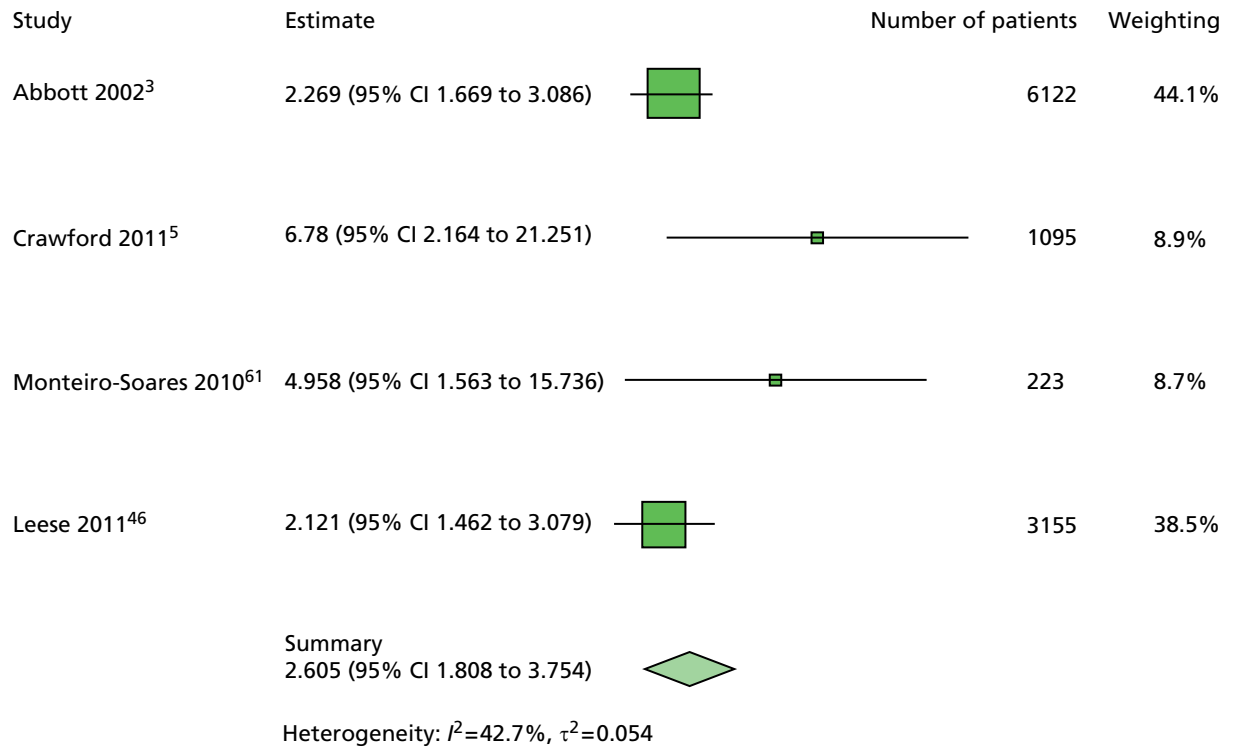 Study Estimate Number of patients Weighting
Abbott 2002³ 2.269 (95% CI 1.669 to 3.086) 6122 44.1%
Crawford 2011⁵ 6.78 (95% CI 2.164 to 21.251) 1095 8.9%
Monteiro-Soares 2010⁶¹ 4.958 (95% CI 1.563 to 15.736) 223 8.7%
Leese 2011⁴⁶ 2.121 (95% CI 1.462 to 3.079) 3155 38.5%
Summary
2.605 (95% CI 1.808 to 3.754)
Heterogeneity: I²=42.7%, τ²=0.054